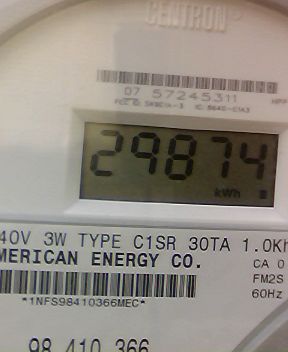 CENTRON®
07 57245311
29874
kWh
40V 3W TYPE C1SR 30TA 1.0Kh
MERICAN ENERGY CO.
CA 0
FM2S
60Hz
*1NFS98410366MEC*
98 410 366